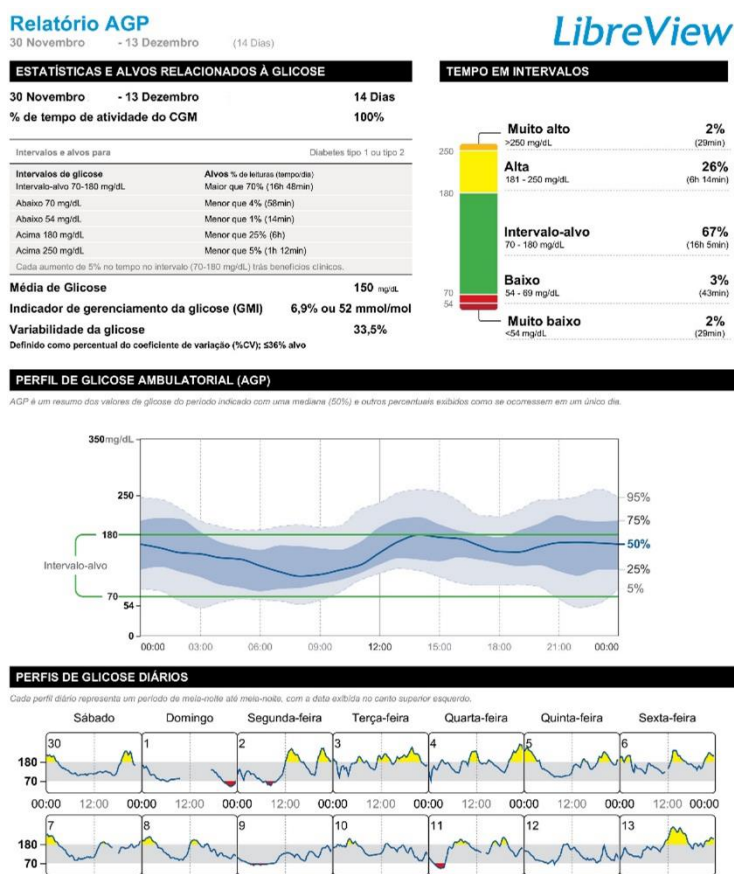 Relatório AGP
30 Novembro - 13 Dezembro (14 Dias)
LibreView
ESTATÍSTICAS E ALVOS RELACIONADOS À GLICOSE
30 Novembro - 13 Dezembro 14 Dias
% de tempo de atividade do CGM 100%
Intervalos e alvos para Diabetes tipo 1 ou tipo 2
Intervalos de glicose Alvos % de leituras (tempo/dia)
Intervalo-alvo 70-180 mg/dL Maior que 70% (16h 48min)
Abaixo 70 mg/dL Menor que 4% (58min)
Abaixo 54 mg/dL Menor que 1% (14min)
Acima 180 mg/dL Menor que 25% (6h)
Acima 250 mg/dL Menor que 5% (1h 12min)
Cada aumento de 5% no tempo no intervalo (70-180 mg/dL) trás benefícios clínicos.
Média de Glicose 150 mg/dL
Indicador de gerenciamento da glicose (GMI) 6,9% ou 52 mmol/mol
Variabilidade da glicose 33,5%
Definido como percentual do coeficiente de variação (%CV); ≤36% alvo
TEMPO EM INTERVALOS
Muito alto 2%
>250 mg/dL (29min)
250
Alta 26%
181 - 250 mg/dL (6h 14min)
180
Intervalo-alvo 67%
70 - 180 mg/dL (16h 5min)
Baixo 3%
70 54 - 69 mg/dL (43min)
54
Muito baixo 2%
<54 mg/dL (29min)
PERFIL DE GLICOSE AMBULATORIAL (AGP)
AGP é um resumo dos valores de glicose do período indicado com uma mediana (50%) e outros percentuais exibidos como se ocorressem em um único dia.
350 mg/dL
250
95%
75%
180
50%
Intervalo-alvo
25%
5%
70
54
0
00:00 03:00 06:00 09:00 12:00 15:00 18:00 21:00 00:00
PERFIS DE GLICOSE DIÁRIOS
Cada perfil diário representa um período de meia-noite até meia-noite, com a data exibida no canto superior esquerdo.
Sábado Domingo Segunda-feira Terça-feira Quarta-feira Quinta-feira Sexta-feira
30 1 2 3 4 5 6
180
70
00:00 12:00 00:00 12:00 00:00 12:00 00:00 12:00 00:00 12:00 00:00 12:00 00:00 12:00 00:00
7 8 9 10 11 12 13
180
70